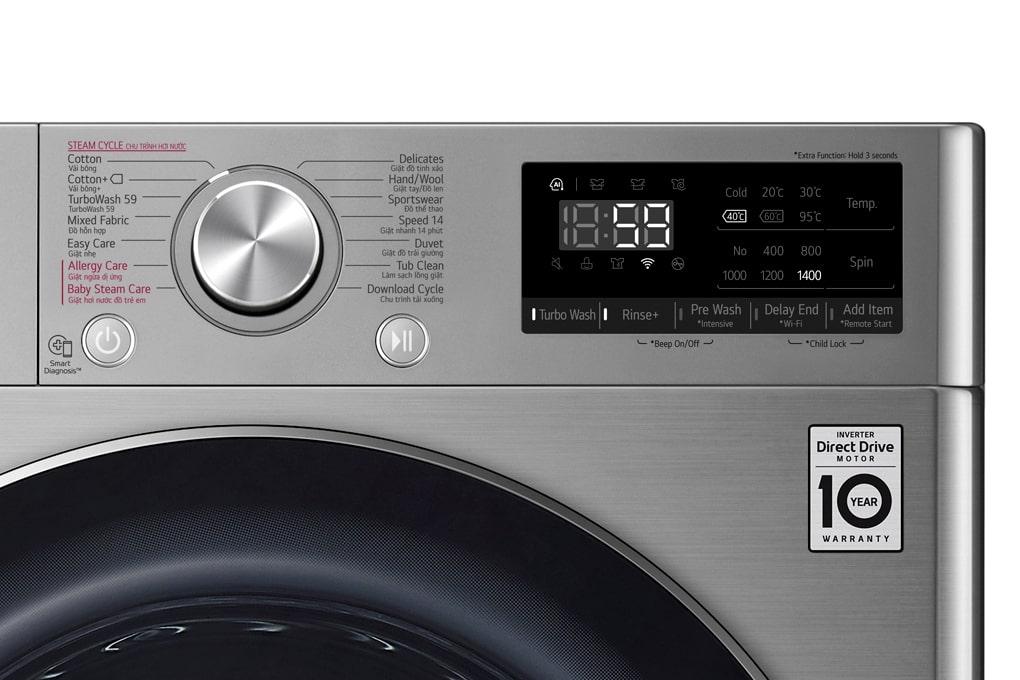 STEAM CYCLE CHU TRÌNH HƠI NƯỚC
Cotton
Vải bông
Cotton+
Vải bông+
TurboWash 59
TurboWash 59
Mixed Fabric
Đồ hỗn hợp
Easy Care
Giặt nhẹ
Allergy Care
Giặt ngừa dị ứng
Baby Steam Care
Giặt hơi nước đồ trẻ em
Delicates
Giặt đồ tinh xảo
Hand/Wool
Giặt tay/Đồ len
Sportswear
Đồ thể thao
Speed 14
Giặt nhanh 14 phút
Duvet
Giặt đồ trải giường
Tub Clean
Làm sạch lồng giặt
Download Cycle
Chu trình tải xuống
Smart
Diagnosis™
*Extra Function: Hold 3 seconds
AI
:59
Cold 20℃ 30℃
40℃ 60℃ 95℃
Temp.
No 400 800
1000 1200 1400
Spin
Turbo Wash
Rinse+
Pre Wash
*Intensive
Delay End
*Wi-Fi
Add Item
*Remote Start
*Beep On/Off
*Child Lock
INVERTER
Direct Drive
MOTOR
10 YEAR
WARRANTY